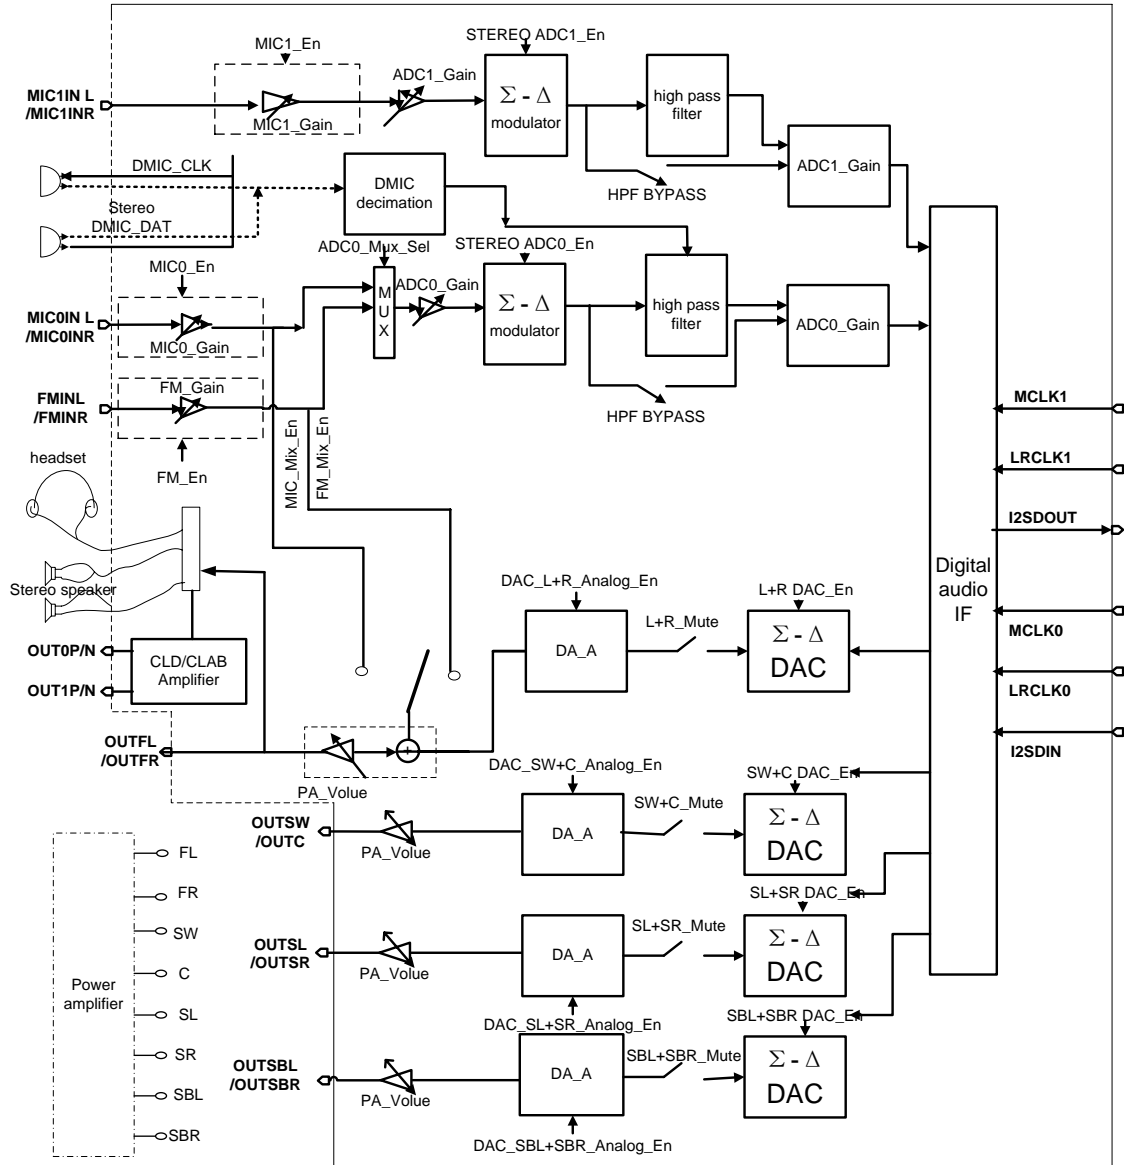 MIC1_En
STEREO ADC1_En
MIC1IN L
/MIC1INR
MIC1_Gain
ADC1_Gain
Σ - Δ
modulator
high pass
filter
HPF BYPASS
ADC1_Gain
DMIC_CLK
Stereo
DMIC_DAT
DMIC
decimation
ADC0_Mux_Sel
STEREO ADC0_En
MIC0_En
MIC0IN L
/MIC0INR
MIC0_Gain
M
U
X
ADC0_Gain
Σ - Δ
modulator
high pass
filter
HPF BYPASS
ADC0_Gain
FMINL
/FMINR
FM_Gain
FM_En
MIC_Mix_En
FM_Mix_En
headset
Stereo speaker
OUT0P/N
OUT1P/N
CLD/CLAB
Amplifier
Digital
audio
IF
MCLK1
LRCLK1
I2SDOUT
MCLK0
LRCLK0
I2SDIN
DAC_L+R_Analog_En
DA_A
L+R_Mute
L+R DAC_En
Σ - Δ
DAC
OUTFL
/OUTFR
+
PA_Volue
DAC_SW+C_Analog_En
SW+C DAC_En
OUTSW
/OUTC
PA_Volue
DA_A
SW+C_Mute
Σ - Δ
DAC
SL+SR DAC_En
OUTSL
/OUTSR
PA_Volue
DA_A
SL+SR_Mute
Σ - Δ
DAC
DAC_SL+SR_Analog_En
SBL+SBR DAC_En
OUTSBL
/OUTSBR
PA_Volue
DA_A
SBL+SBR_Mute
Σ - Δ
DAC
DAC_SBL+SBR_Analog_En
Power
amplifier
FL
FR
SW
C
SL
SR
SBL
SBR